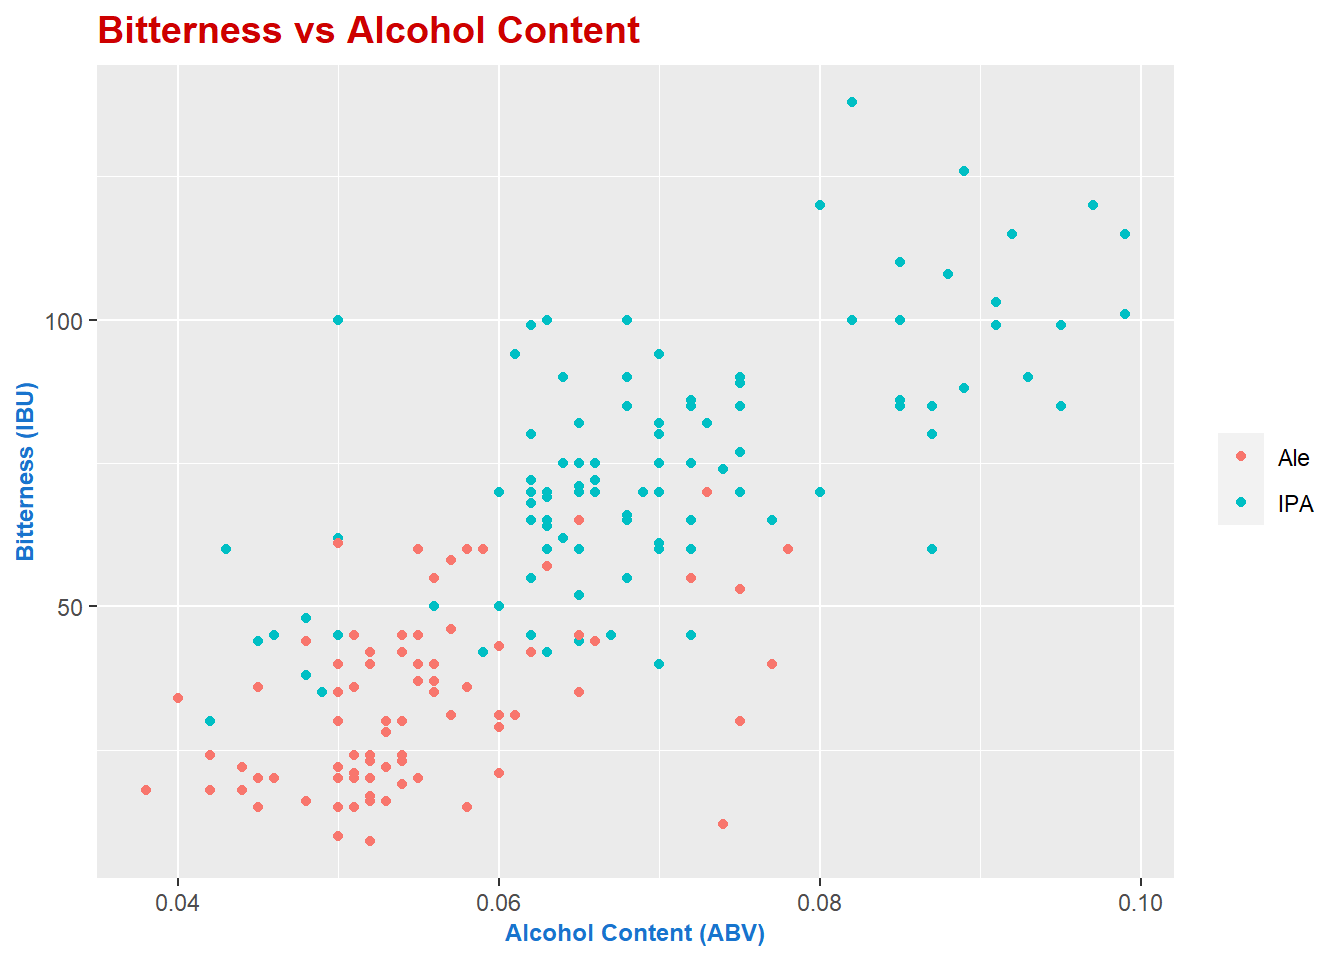 Bitterness vs Alcohol Content
Bitterness (IBU)
100
50
0.04
0.06
0.08
0.10
Alcohol Content (ABV)
Ale
IPA